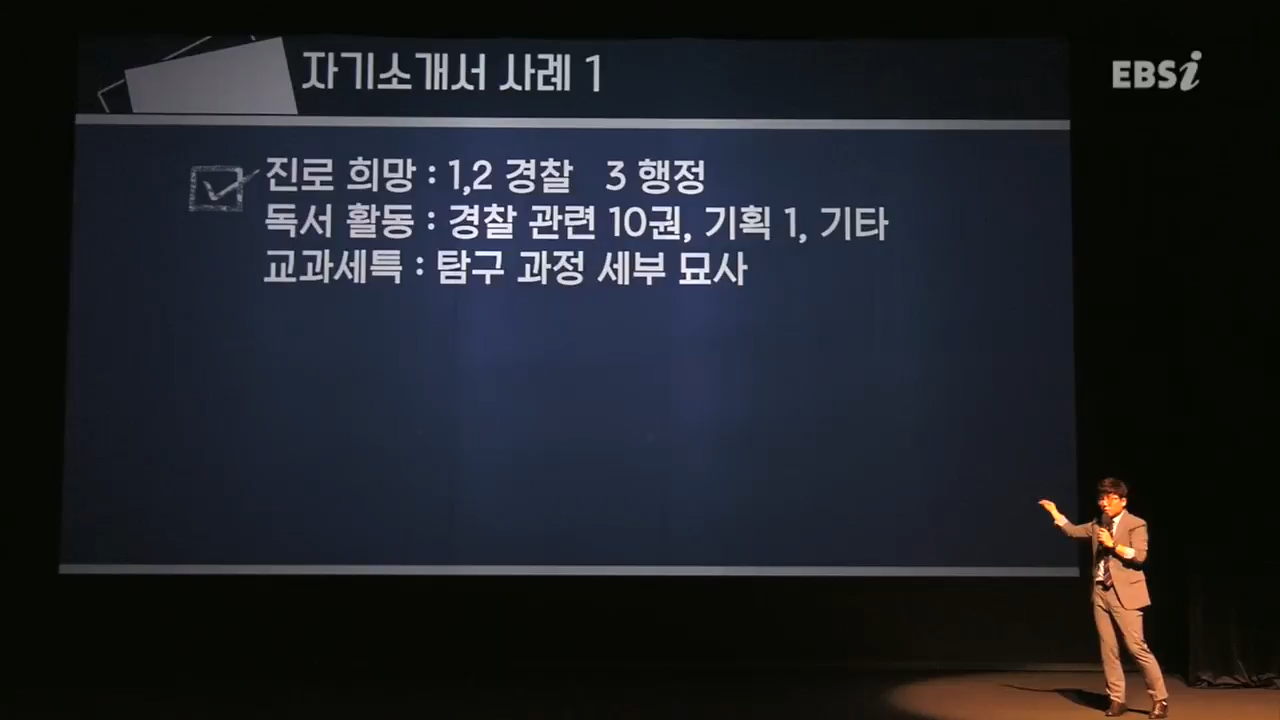 자기소개서 사례 1
EBSi
진로 희망 : 1,2 경찰 3 행정
독서 활동 : 경찰 관련 10권, 기획 1, 기타
교과세특 : 탐구 과정 세부 묘사